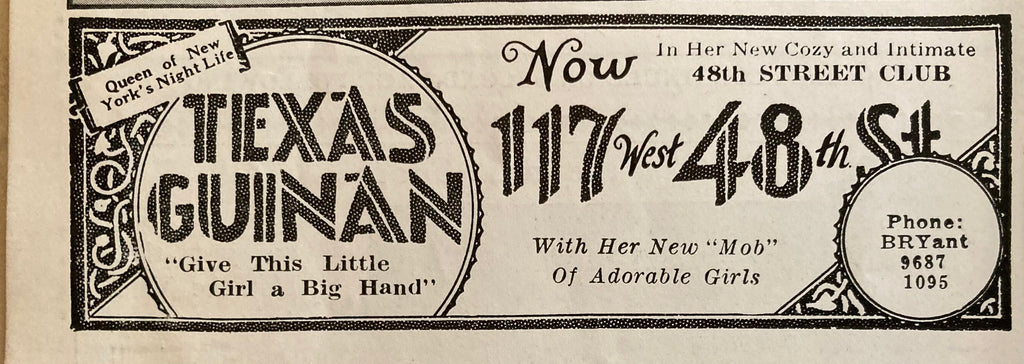 Queen of New
York's Night Life
TEXAS
GUINAN
"Give This Little
Girl a Big Hand"
Now
In Her New Cozy and Intimate
48th STREET CLUB
117 West 48th. St
With Her New "Mob"
Of Adorable Girls
Phone:
BRYant
9687
1095